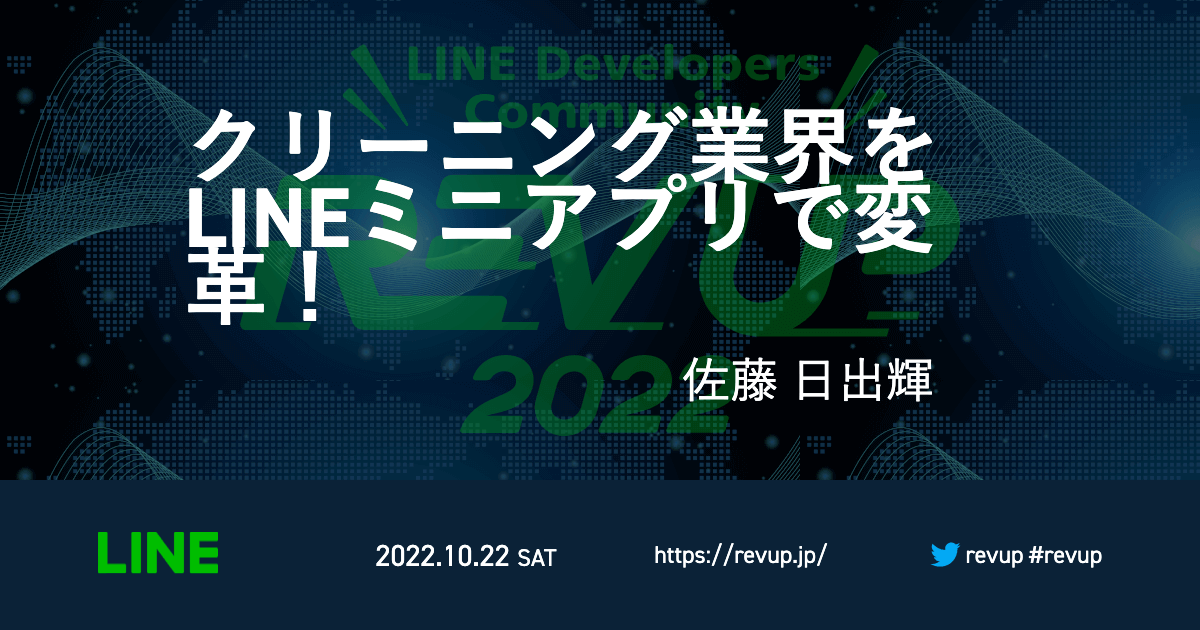 LINE Developers
Community
クリーニング業界を
LINEミニアプリで変
革！
REVUP
2022
佐藤 日出輝
LINE
2022.10.22 SAT
https://revup.jp/
revup #revup